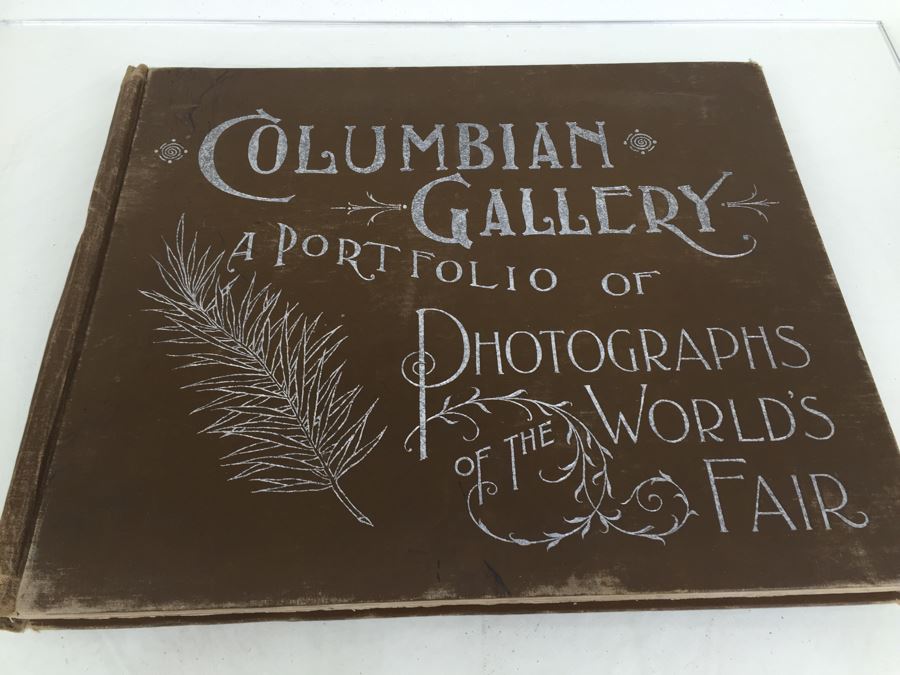 COLUMBIAN
GALLERY
A PORTFOLIO OF
PHOTOGRAPHS
OF THE WORLD'S
FAIR